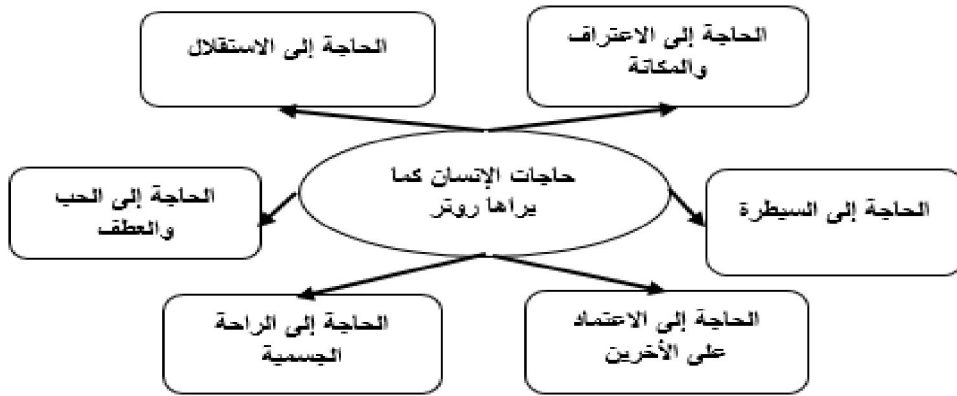 الحاجة إلى الاعتراف
والمكانة
الحاجة إلى الاستقلال
حاجات الإنسان كما
يراها روتر
الحاجة إلى السيطرة
الحاجة إلى الحب
والعطف
الحاجة إلى الاعتماد
على الأخرين
الحاجة إلى الراحة
الجسمية